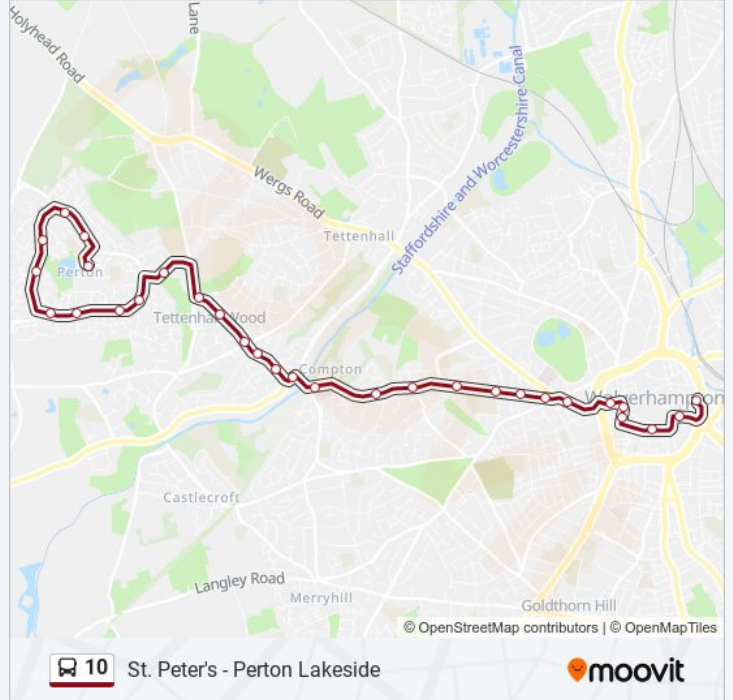 Holyhead Road
Lane
Wergs Road
Staffordshire and Worcestershire Canal
Tettenhall
Perton
Tettenhall Wood
Compton
Wolverhampton
Castlecroft
Langley Road
Merryhill
Goldthorn Hill
© OpenStreetMap contributors | © OpenMapTiles
10 St. Peter's - Perton Lakeside
moovit